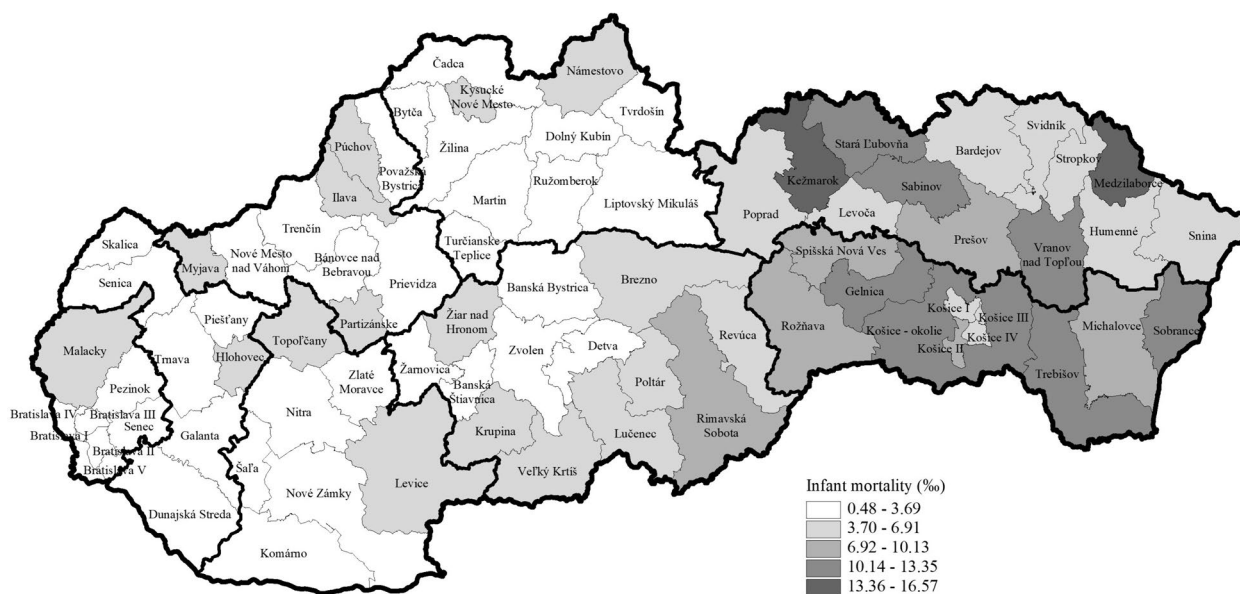 Čadca
Kysucké
Nové Mesto
Námestovo
Bytča
Tvrdošín
Púchov
Žilina
Dolný Kubín
Považská
Bystrica
Ilava
Martin
Ružomberok
Liptovský Mikuláš
Turčianske
Teplice
Trenčín
Skalica
Senica
Myjava
Nové Mesto
nad Váhom
Bánovce nad
Bebravou
Prievidza
Partizánske
Piešťany
Topoľčany
Hlohovec
Malacky
Trnava
Pezinok
Bratislava IV
Bratislava III
Senec
Bratislava I
Bratislava II
Bratislava V
Galanta
Dunajská Streda
Šaľa
Nitra
Zlaté
Moravce
Nové Zámky
Komárno
Levice
Žiar nad
Hronom
Žarnovica
Banská
Štiavnica
Banská Bystrica
Brezno
Zvolen
Detva
Krupina
Veľký Krtíš
Lučenec
Poltár
Revúca
Rimavská
Sobota
Poprad
Kežmarok
Stará Ľubovňa
Levoča
Sabinov
Bardejov
Svidník
Stropkov
Medzilaborce
Prešov
Vranov
nad Topľou
Humenné
Snina
Spišská Nová Ves
Gelnica
Rožňava
Košice - okolie
Košice I
Košice III
Košice II
Košice IV
Trebišov
Michalovce
Sobrance
Infant mortality (‰)
0.48 - 3.69
3.70 - 6.91
6.92 - 10.13
10.14 - 13.35
13.36 - 16.57